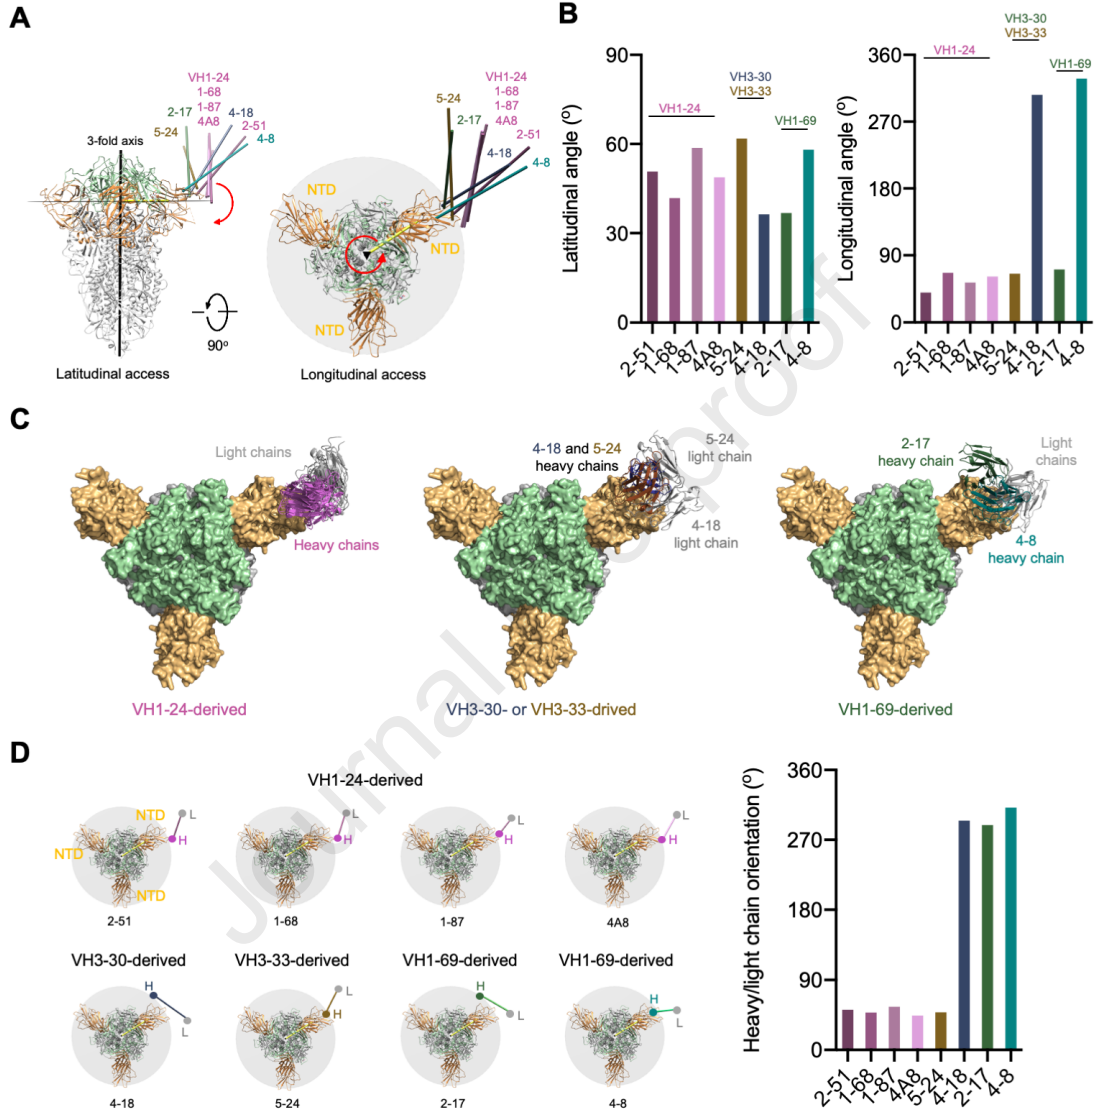 A
VH1-24
1-68
1-87
4A8
2-17
4-18
5-24
2-51
4-8
3-fold axis
90°
Latitudinal access
VH1-24
1-68
1-87
4A8
5-24
2-17
2-51
4-18
4-8
NTD
NTD
NTD
Longitudinal access
B
Latitudinal angle (°)
90
60
30
0
VH1-24
VH3-30
VH3-33
VH1-69
2-51
1-68
1-87
4A8
5-24
4-18
2-17
4-8
Longitudinal angle (°)
360
270
180
90
0
VH1-24
VH3-30
VH3-33
VH1-69
2-51
1-68
1-87
4A8
5-24
4-18
2-17
4-8
C
Light chains
Heavy chains
VH1-24-derived
4-18 and 5-24
heavy chains
5-24
light chain
4-18
light chain
VH3-30- or VH3-33-drived
2-17
heavy chain
Light
chains
4-8
heavy chain
VH1-69-derived
Journal proof
D
VH1-24-derived
NTD
NTD
NTD
L
H
2-51
L
H
1-68
L
H
1-87
L
H
4A8
VH3-30-derived
H
L
4-18
VH3-33-derived
L
H
5-24
VH1-69-derived
H
L
2-17
VH1-69-derived
H
L
4-8
Heavy/light chain orientation (°)
360
270
180
90
0
2-51
1-68
1-87
4A8
5-24
4-18
2-17
4-8